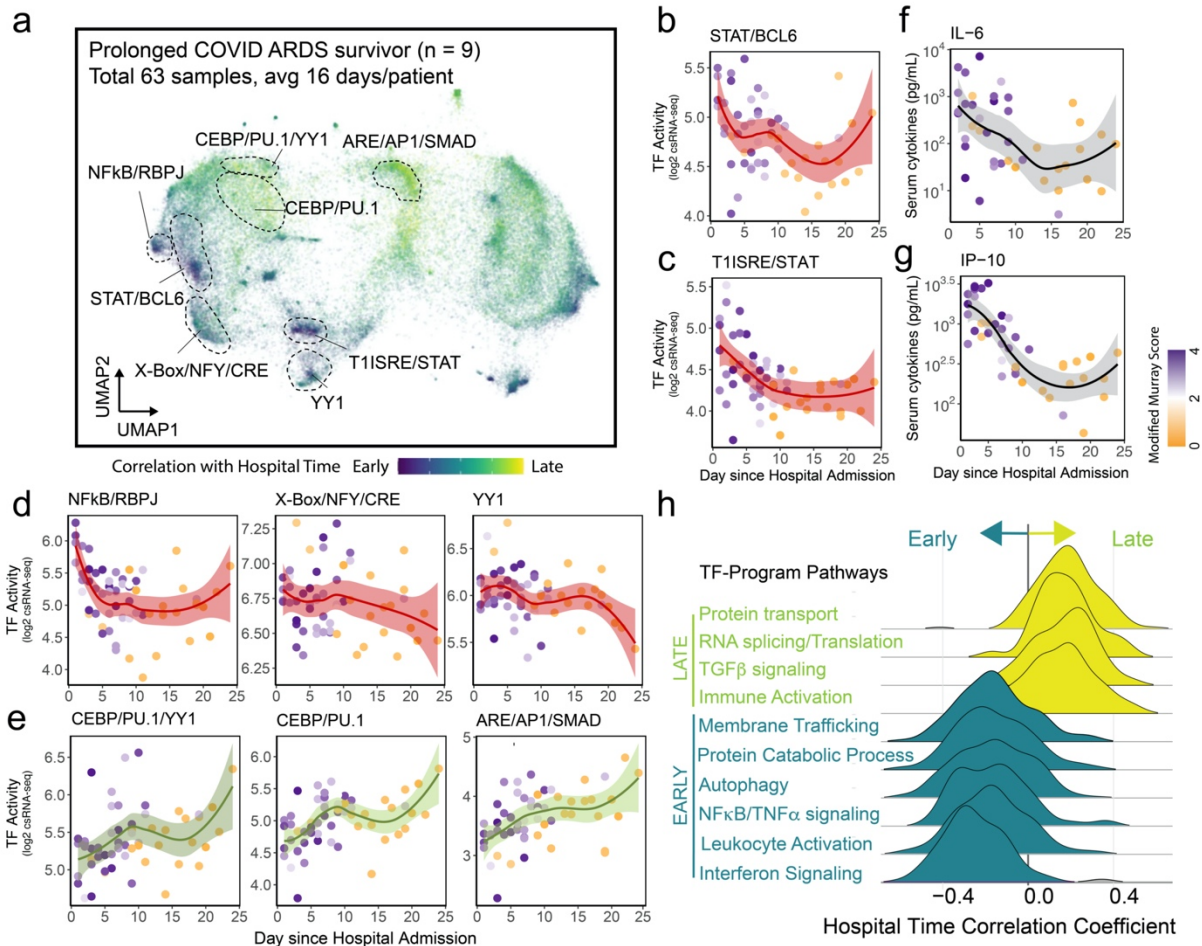 a
Prolonged COVID ARDS survivor (n = 9)
Total 63 samples, avg 16 days/patient
CEBP/PU.1/YY1
ARE/AP1/SMAD
NFkB/RBPJ
CEBP/PU.1
STAT/BCL6
X-Box/NFY/CRE
T1ISRE/STAT
YY1
UMAP2
UMAP1
Correlation with Hospital Time Early Late
b
STAT/BCL6
TF Activity
(log2 csRNA-seq)
5.5
5.0
4.5
4.0
0 5 10 15 20 25
c
T1ISRE/STAT
TF Activity
(log2 csRNA-seq)
5.5
5.0
4.5
4.0
0 5 10 15 20 25
Day since Hospital Admission
f
IL-6
Serum cytokines (pg/mL)
10^4
10^3
10^2
10^1
0 5 10 15 20 25
g
IP-10
Serum cytokines (pg/mL)
10^3.5
10^3
10^2.5
10^2
0 5 10 15 20 25
Day since Hospital Admission
Modified Murray Score
4
2
0
d
NFkB/RBPJ
TF Activity
(log2 csRNA-seq)
6.0
5.5
5.0
4.5
4.0
0 5 10 15 20 25
X-Box/NFY/CRE
7.25
7.00
6.75
6.50
6.25
0 5 10 15 20 25
YY1
6.5
6.0
5.5
0 5 10 15 20 25
e
CEBP/PU.1/YY1
TF Activity
(log2 csRNA-seq)
6.5
6.0
5.5
5.0
0 5 10 15 20 25
CEBP/PU.1
6.0
5.5
5.0
4.5
4.0
0 5 10 15 20 25
ARE/AP1/SMAD
5
4
3
0 5 10 15 20 25
Day since Hospital Admission
h
Early Late
TF-Program Pathways
LATE
Protein transport
RNA splicing/Translation
TGFβ signaling
Immune Activation
EARLY
Membrane Trafficking
Protein Catabolic Process
Autophagy
NFκB/TNFα signaling
Leukocyte Activation
Interferon Signaling
−0.4 0.0 0.4
Hospital Time Correlation Coefficient